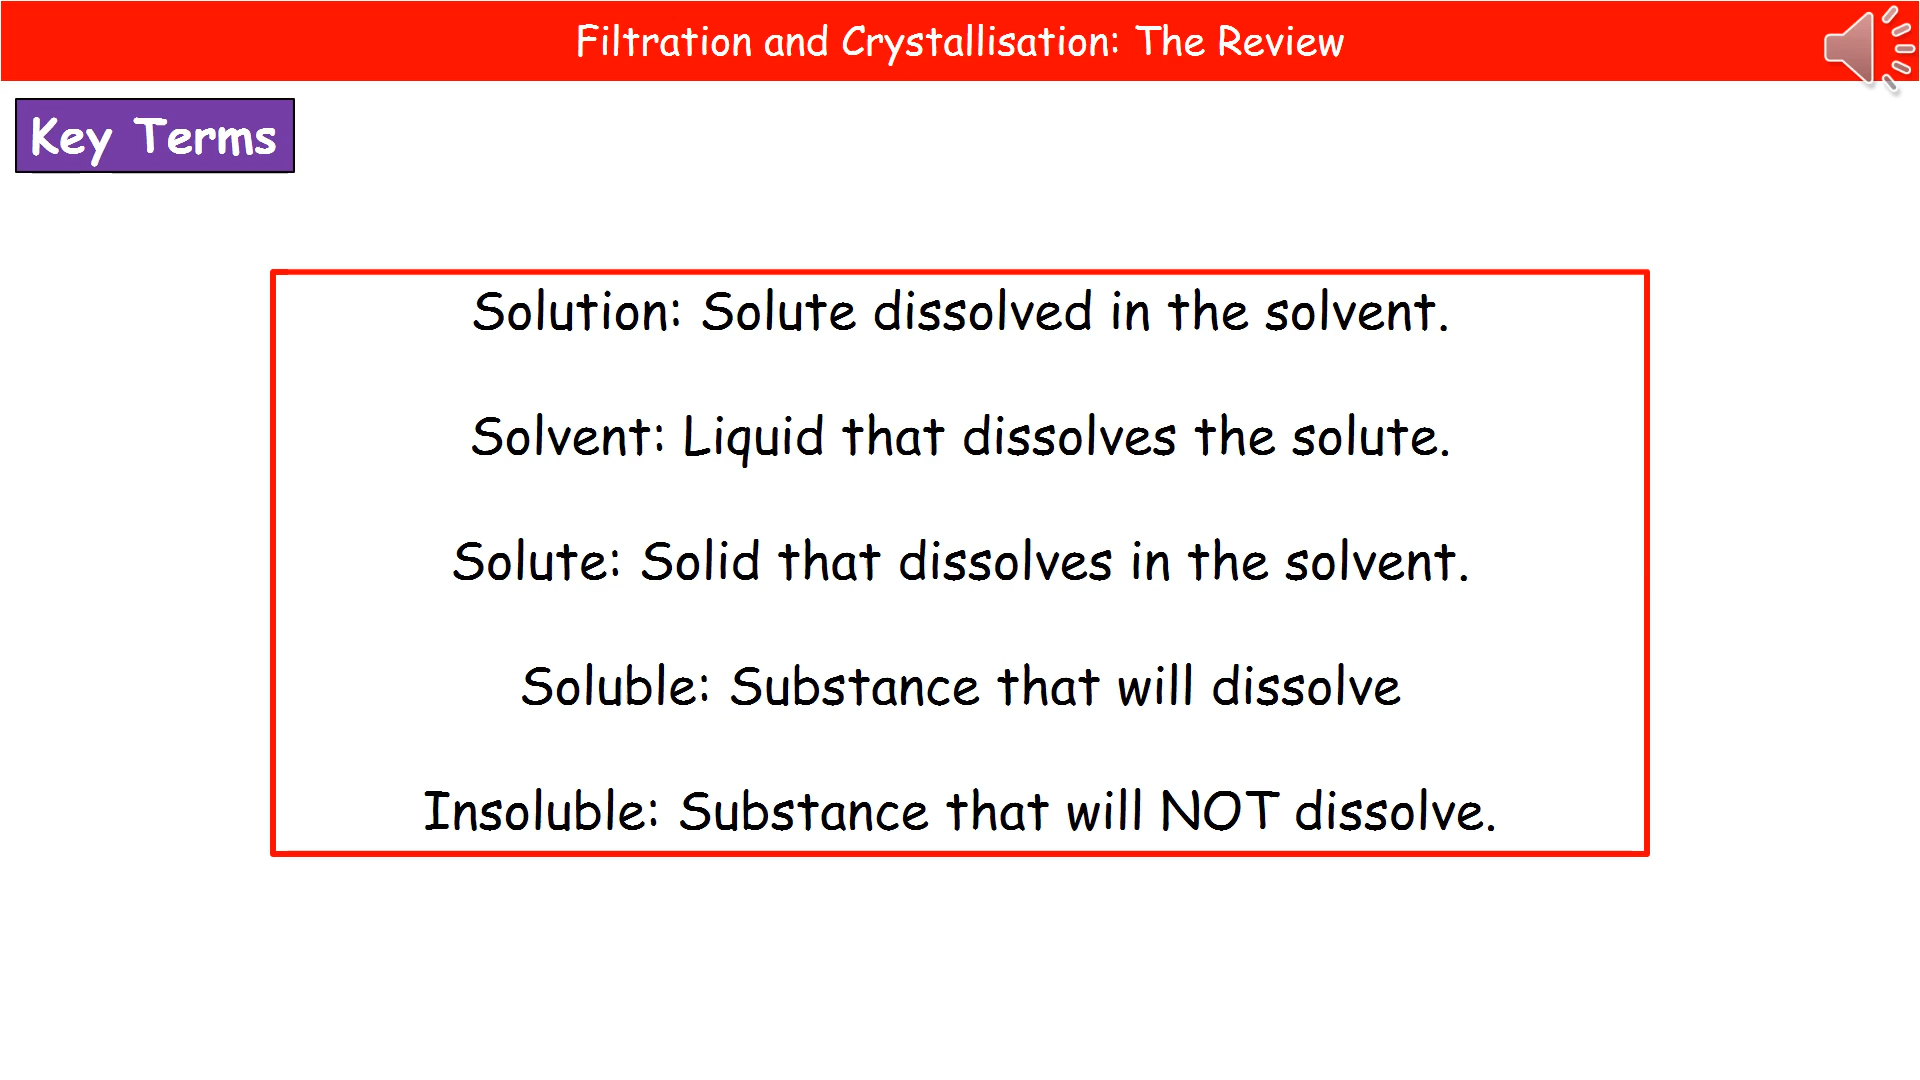 Filtration and Crystallisation: The Review
Key Terms
Solution: Solute dissolved in the solvent.
Solvent: Liquid that dissolves the solute.
Solute: Solid that dissolves in the solvent.
Soluble: Substance that will dissolve
Insoluble: Substance that will NOT dissolve.